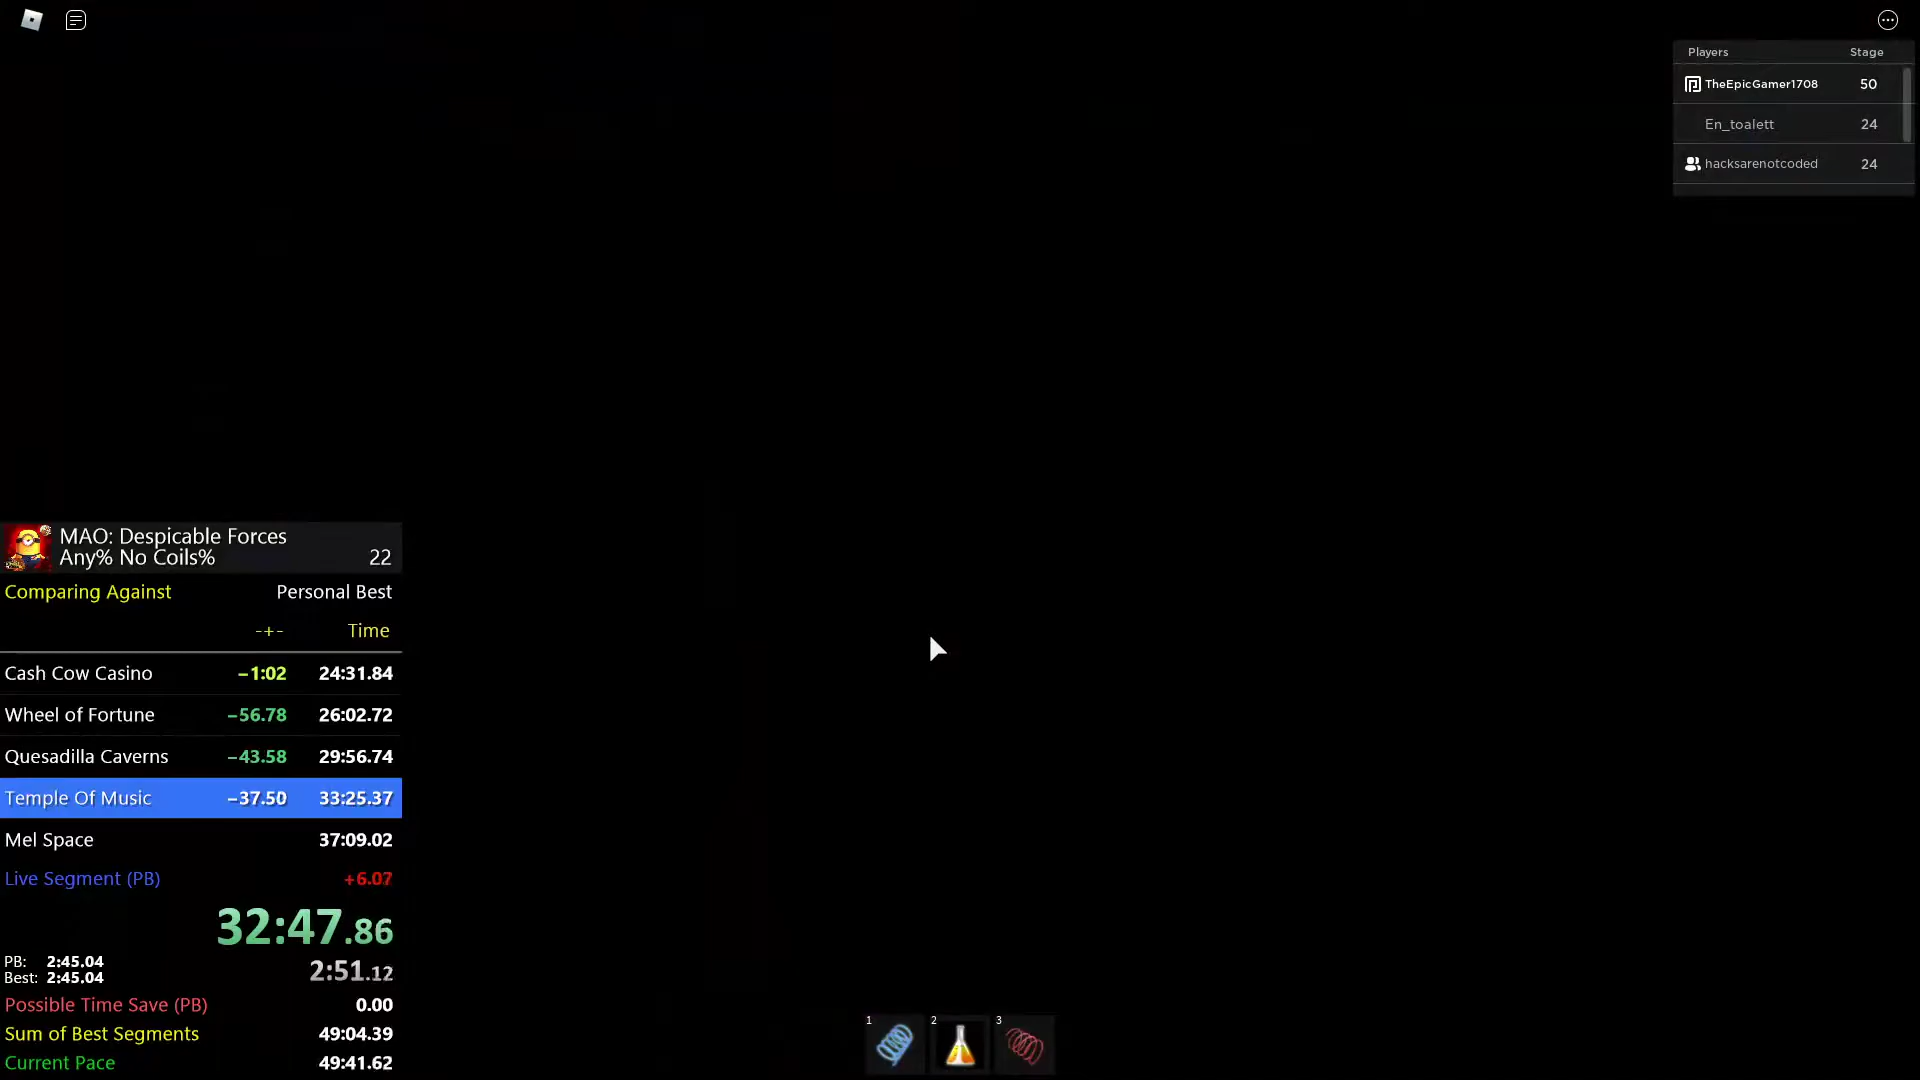 Players Stage
TheEpicGamer1708 50
En_toalett 24
hacksarenotcoded 24
MAO: Despicable Forces
Any% No Coils% 22
Comparing Against Personal Best
-+- Time
Cash Cow Casino −1:02 24:31.84
Wheel of Fortune −56.78 26:02.72
Quesadilla Caverns −43.58 29:56.74
Temple Of Music −37.50 33:25.37
Mel Space 37:09.02
Live Segment (PB) +6.07
32:47.86
PB: 2:45.04
Best: 2:45.04
2:51.12
Possible Time Save (PB) 0.00
Sum of Best Segments 49:04.39
Current Pace 49:41.62
1 2 3